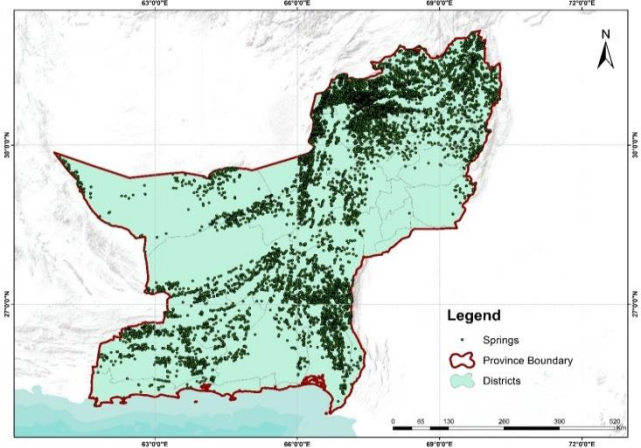 63°0'0"E 66°0'0"E 69°0'0"E 72°0'0"E
N
30°0'0"N 30°0'0"N
27°0'0"N 27°0'0"N
Legend
Springs
Province Boundary
Districts
0 65 130 260 390 520
Km
63°0'0"E 66°0'0"E 69°0'0"E 72°0'0"E